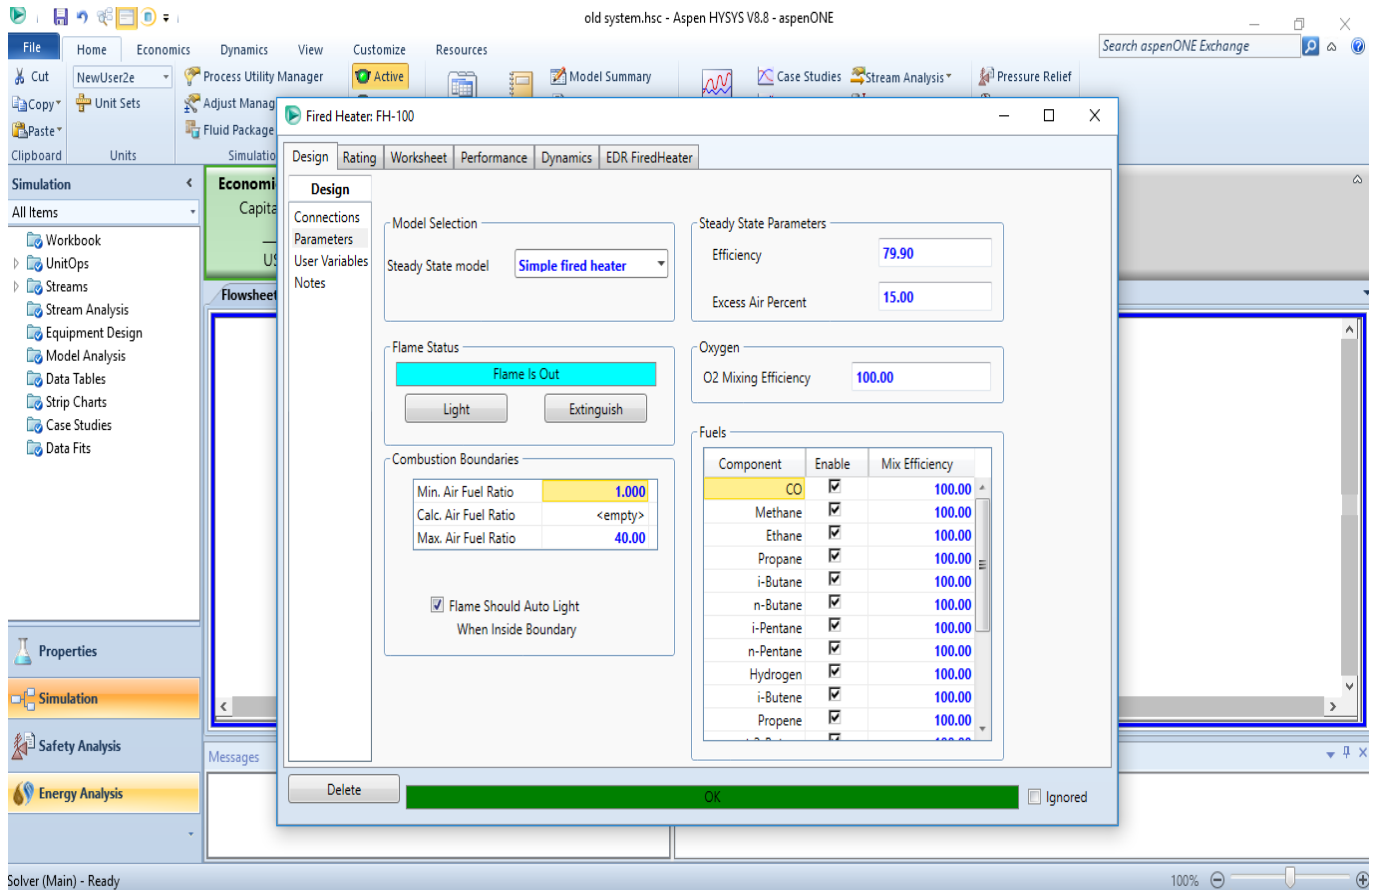 old system.hsc - Aspen HYSYS V8.8 - aspenONE
File Home Economics Dynamics View Customize Resources
Search aspenONE Exchange
Cut NewUser2e Process Utility Manager Active Model Summary Case Studies Stream Analysis Pressure Relief
Copy Unit Sets Adjust Manag
Paste Fluid Package
Clipboard Units Simulatio
Fired Heater: FH-100
Design Rating Worksheet Performance Dynamics EDR FiredHeater
Simulation
All Items
Workbook
UnitOps
Streams
Stream Analysis
Equipment Design
Model Analysis
Data Tables
Strip Charts
Case Studies
Data Fits
Properties
Simulation
Safety Analysis
Energy Analysis
Economi
Capita
US
Flowsheet
Design
Connections
Parameters
User Variables
Notes
Model Selection
Steady State model Simple fired heater
Flame Status
Flame Is Out
Light Extinguish
Combustion Boundaries
Min. Air Fuel Ratio 1.000
Calc. Air Fuel Ratio <empty>
Max. Air Fuel Ratio 40.00
Flame Should Auto Light
When Inside Boundary
Steady State Parameters
Efficiency 79.90
Excess Air Percent 15.00
Oxygen
O2 Mixing Efficiency 100.00
Fuels
Component Enable Mix Efficiency
CO 100.00
Methane 100.00
Ethane 100.00
Propane 100.00
i-Butane 100.00
n-Butane 100.00
i-Pentane 100.00
n-Pentane 100.00
Hydrogen 100.00
i-Butene 100.00
Propene 100.00
Delete OK Ignored
Messages
Solver (Main) - Ready
100%